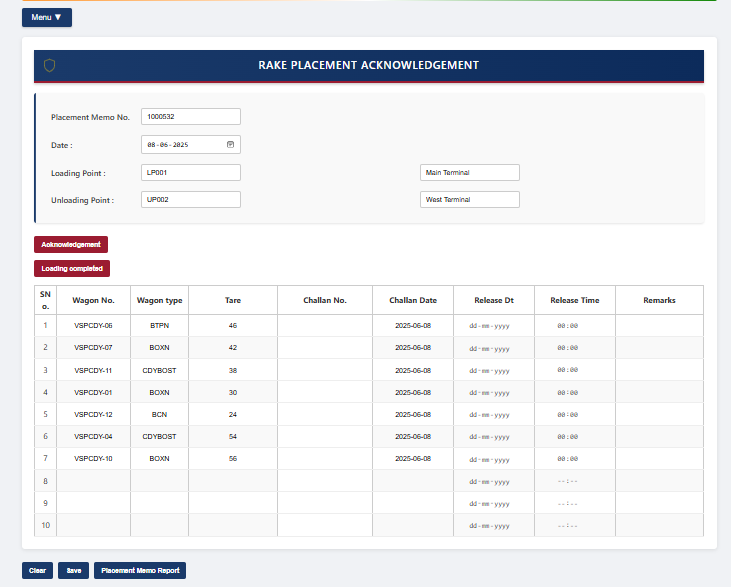 Menu ▼
RAKE PLACEMENT ACKNOWLEDGEMENT
Placement Memo No. 1000532
Date : 08-06-2025
Loading Point : LP001 Main Terminal
Unloading Point : UP002 West Terminal
Acknowledgement
Loading completed
SN o. Wagon No. Wagon type Tare Challan No. Challan Date Release Dt Release Time Remarks
1 VSPCDY-06 BTPN 46 2025-06-08 dd-mm-yyyy 00:00
2 VSPCDY-07 BOXN 42 2025-06-08 dd-mm-yyyy 00:00
3 VSPCDY-11 CDYBOST 38 2025-06-08 dd-mm-yyyy 00:00
4 VSPCDY-01 BOXN 30 2025-06-08 dd-mm-yyyy 00:00
5 VSPCDY-12 BCN 24 2025-06-08 dd-mm-yyyy 00:00
6 VSPCDY-04 CDYBOST 54 2025-06-08 dd-mm-yyyy 00:00
7 VSPCDY-10 BOXN 56 2025-06-08 dd-mm-yyyy 00:00
8 dd-mm-yyyy --:--
9 dd-mm-yyyy --:--
10 dd-mm-yyyy --:--
Clear Save Placement Memo Report